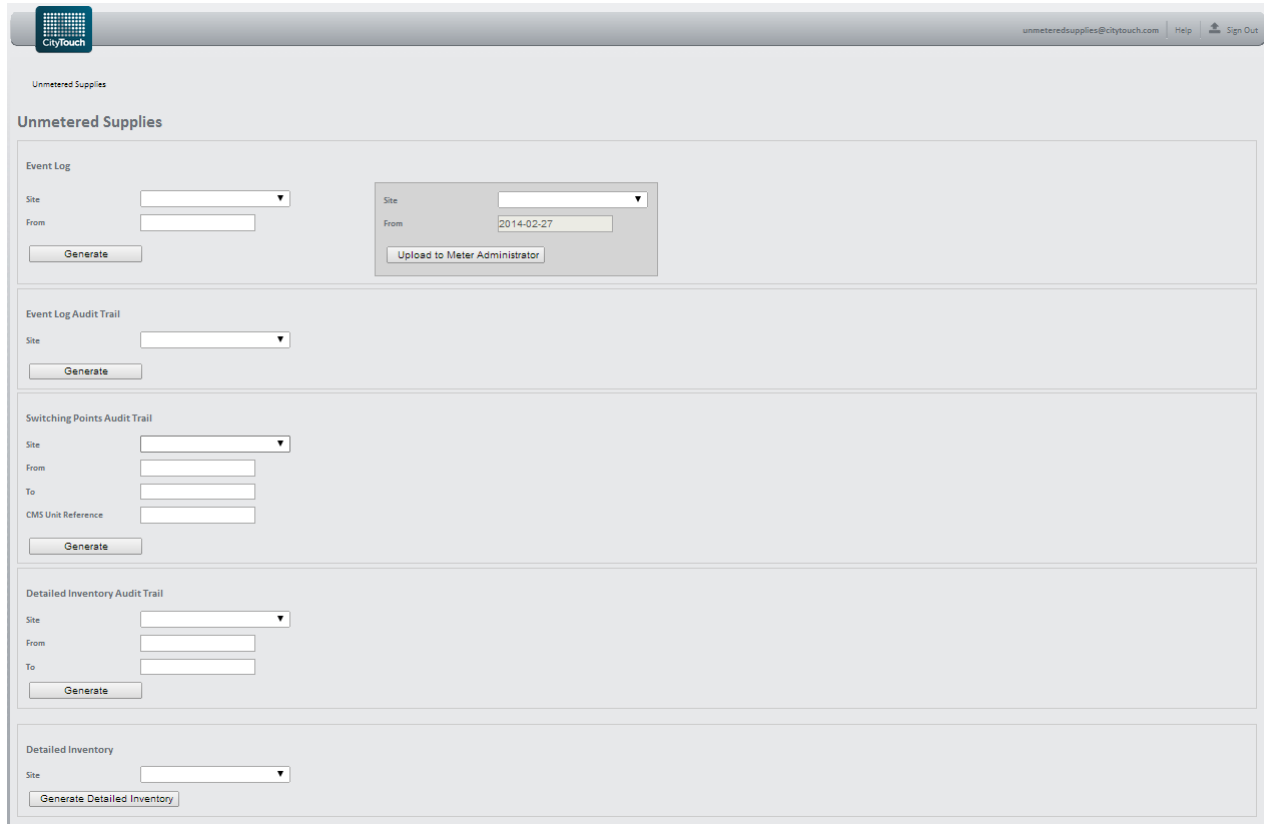 CityTouch
unmeteredsupplies@citytouch.com Help Sign Out
Unmetered Supplies
Unmetered Supplies
Event Log
Site
From
Generate
Site
From 2014-02-27
Upload to Meter Administrator
Event Log Audit Trail
Site
Generate
Switching Points Audit Trail
Site
From
To
CMS Unit Reference
Generate
Detailed Inventory Audit Trail
Site
From
To
Generate
Detailed Inventory
Site
Generate Detailed Inventory